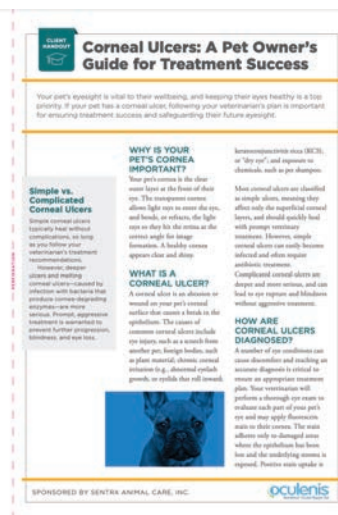 CLIENT
HANDOUT
Corneal Ulcers: A Pet Owner's
Guide for Treatment Success
Your pet's eyesight is vital to their wellbeing, and keeping their eyes healthy is a top
priority. If your pet has a corneal ulcer, following your veterinarian's plan is important
for ensuring treatment success and safeguarding their future eyesight.
Simple vs.
Complicated
Corneal Ulcers
Simple corneal ulcers
typically heal without
complications, so long
as you follow your
veterinarian's treatment
recommendations.
However, deeper
ulcers and melting
corneal ulcers—caused by
infection with bacteria that
produce cornea-degrading
enzymes—are more
serious. Prompt, aggressive
treatment is warranted to
prevent further progression,
blindness, and eye loss.
WHY IS YOUR
PET'S CORNEA
IMPORTANT?
Your pet's cornea is the clear
outer layer at the front of their
eye. The transparent cornea
allows light rays to enter the eye,
and bends, or refracts, the light
rays so they hit the retina at the
correct angle for image
formation. A healthy cornea
appears clear and shiny.
WHAT IS A
CORNEAL ULCER?
A corneal ulcer is an abrasion or
wound on your pet's corneal
surface that causes a break in the
epithelium. The causes of
common corneal ulcers include
eye injury, such as a scratch from
another pet, foreign bodies, such
as plant material, chronic corneal
irritation (e.g., abnormal eyelash
growth, or eyelids that roll inward),
keratoconjunctivitis sicca (KCS),
or "dry eye", and exposure to
chemicals, such as pet shampoo.
Most corneal ulcers are classified
as simple ulcers, meaning they
affect only the superficial corneal
layers, and should quickly heal
with prompt veterinary
treatment. However, simple
corneal ulcers can easily become
infected and often require
antibiotic treatment.
Complicated corneal ulcers are
deeper and more serious, and can
lead to eye rupture and blindness
without aggressive treatment.
HOW ARE
CORNEAL ULCERS
DIAGNOSED?
A number of eye conditions can
cause discomfort and reaching an
accurate diagnosis is critical to
ensure an appropriate treatment
plan. Your veterinarian will
perform a thorough eye exam to
evaluate each part of your pet's
eye and may apply fluorescein
stain to their cornea. The stain
adheres only to damaged areas
where the epithelium has been
lost and the underlying stroma is
exposed. Positive stain uptake is
SPONSORED BY SENTRX ANIMAL CARE, INC.
oculenis